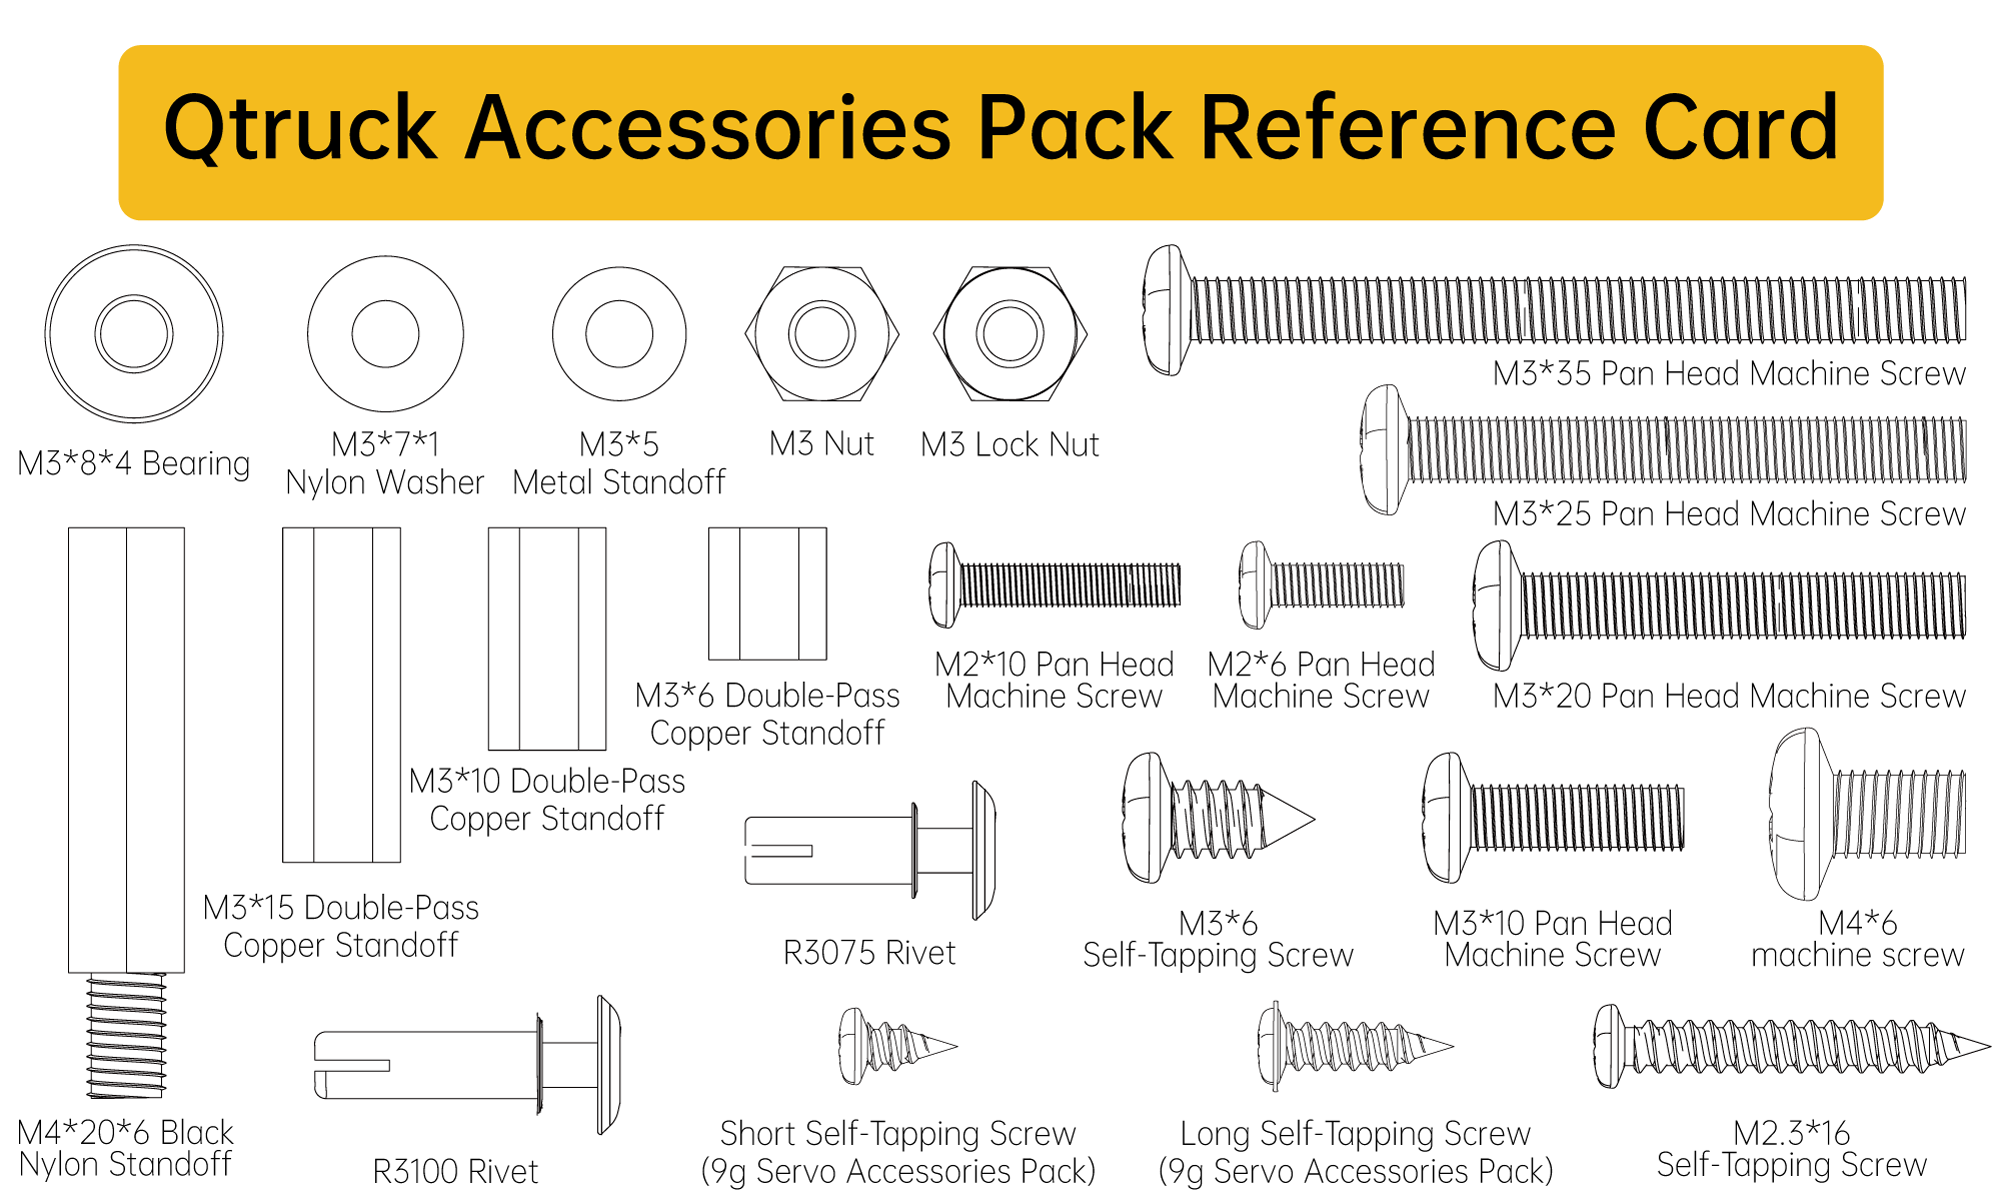 Qtruck Accessories Pack Reference Card
M3*8*4 Bearing
M3*7*1
Nylon Washer
M3*5
Metal Standoff
M3 Nut
M3 Lock Nut
M3*35 Pan Head Machine Screw
M3*25 Pan Head Machine Screw
M3*20 Pan Head Machine Screw
M2*10 Pan Head
Machine Screw
M2*6 Pan Head
Machine Screw
M3*6 Double-Pass
Copper Standoff
M3*10 Double-Pass
Copper Standoff
M3*15 Double-Pass
Copper Standoff
R3075 Rivet
M3*6
Self-Tapping Screw
M3*10 Pan Head
Machine Screw
M4*6
machine screw
M4*20*6 Black
Nylon Standoff
R3100 Rivet
Short Self-Tapping Screw
(9g Servo Accessories Pack)
Long Self-Tapping Screw
(9g Servo Accessories Pack)
M2.3*16
Self-Tapping Screw